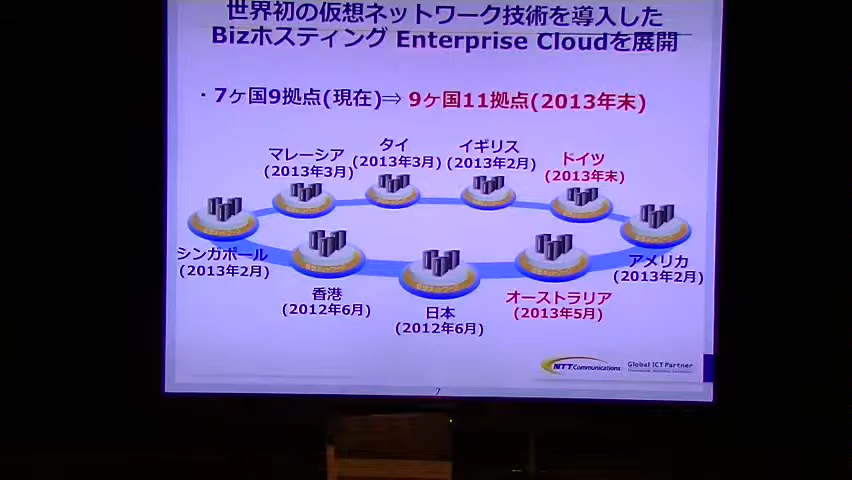 世界初の仮想ネットワーク技術を導入した
Bizホスティング Enterprise Cloudを展開
・7ヶ国9拠点(現在)⇒ 9ヶ国11拠点(2013年末)
マレーシア
(2013年3月)
タイ
(2013年3月)
イギリス
(2013年2月)
ドイツ
(2013年末)
シンガポール
(2013年2月)
香港
(2012年6月)
日本
(2012年6月)
オーストラリア
(2013年5月)
アメリカ
(2013年2月)
NTT Communications
Global ICT Partner
7